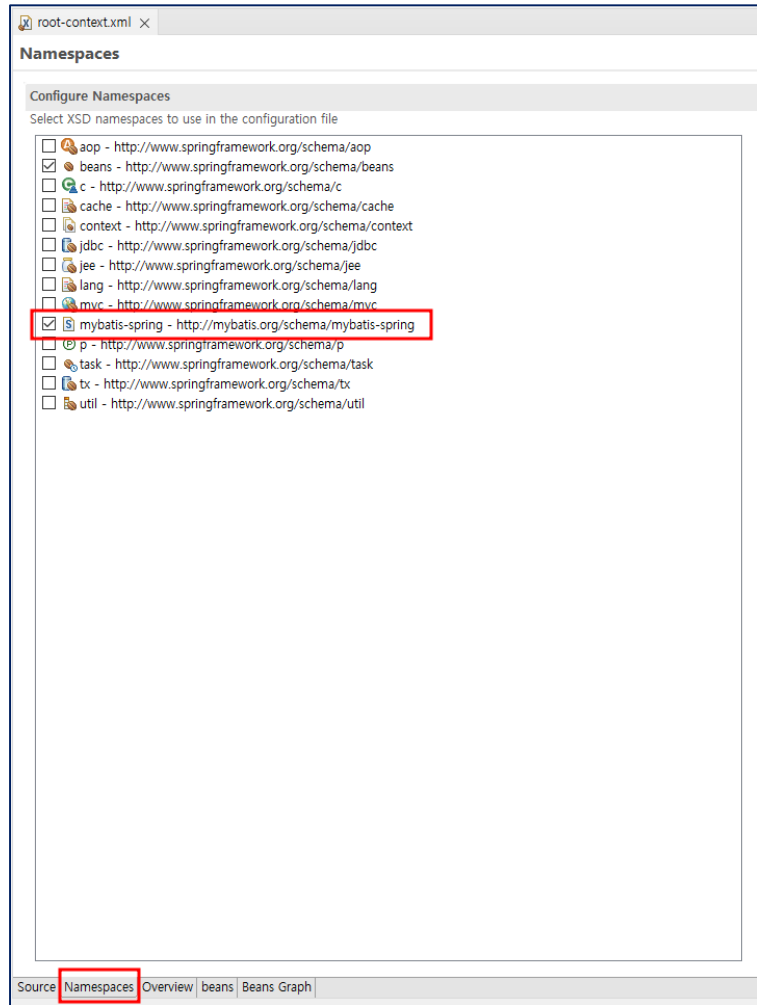 root-context.xml
Namespaces
Configure Namespaces
Select XSD namespaces to use in the configuration file
aop - http://www.springframework.org/schema/aop
beans - http://www.springframework.org/schema/beans
c - http://www.springframework.org/schema/c
cache - http://www.springframework.org/schema/cache
context - http://www.springframework.org/schema/context
jdbc - http://www.springframework.org/schema/jdbc
jee - http://www.springframework.org/schema/jee
lang - http://www.springframework.org/schema/lang
mvc - http://www.springframework.org/schema/mvc
mybatis-spring - http://mybatis.org/schema/mybatis-spring
p - http://www.springframework.org/schema/p
task - http://www.springframework.org/schema/task
tx - http://www.springframework.org/schema/tx
util - http://www.springframework.org/schema/util
Source Namespaces Overview beans Beans Graph